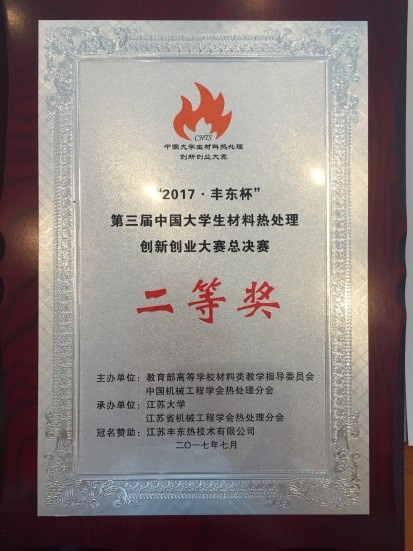 CHTS
中国大学生材料热处理
创新创业大赛
“2017·丰东杯”
第三届中国大学生材料热处理
创新创业大赛总决赛
二等奖
主办单位：教育部高等学校材料类教学指导委员会
中国机械工程学会热处理分会
承办单位：江苏大学
江苏省机械工程学会热处理分会
冠名赞助：江苏丰东热技术有限公司
二〇一七年七月